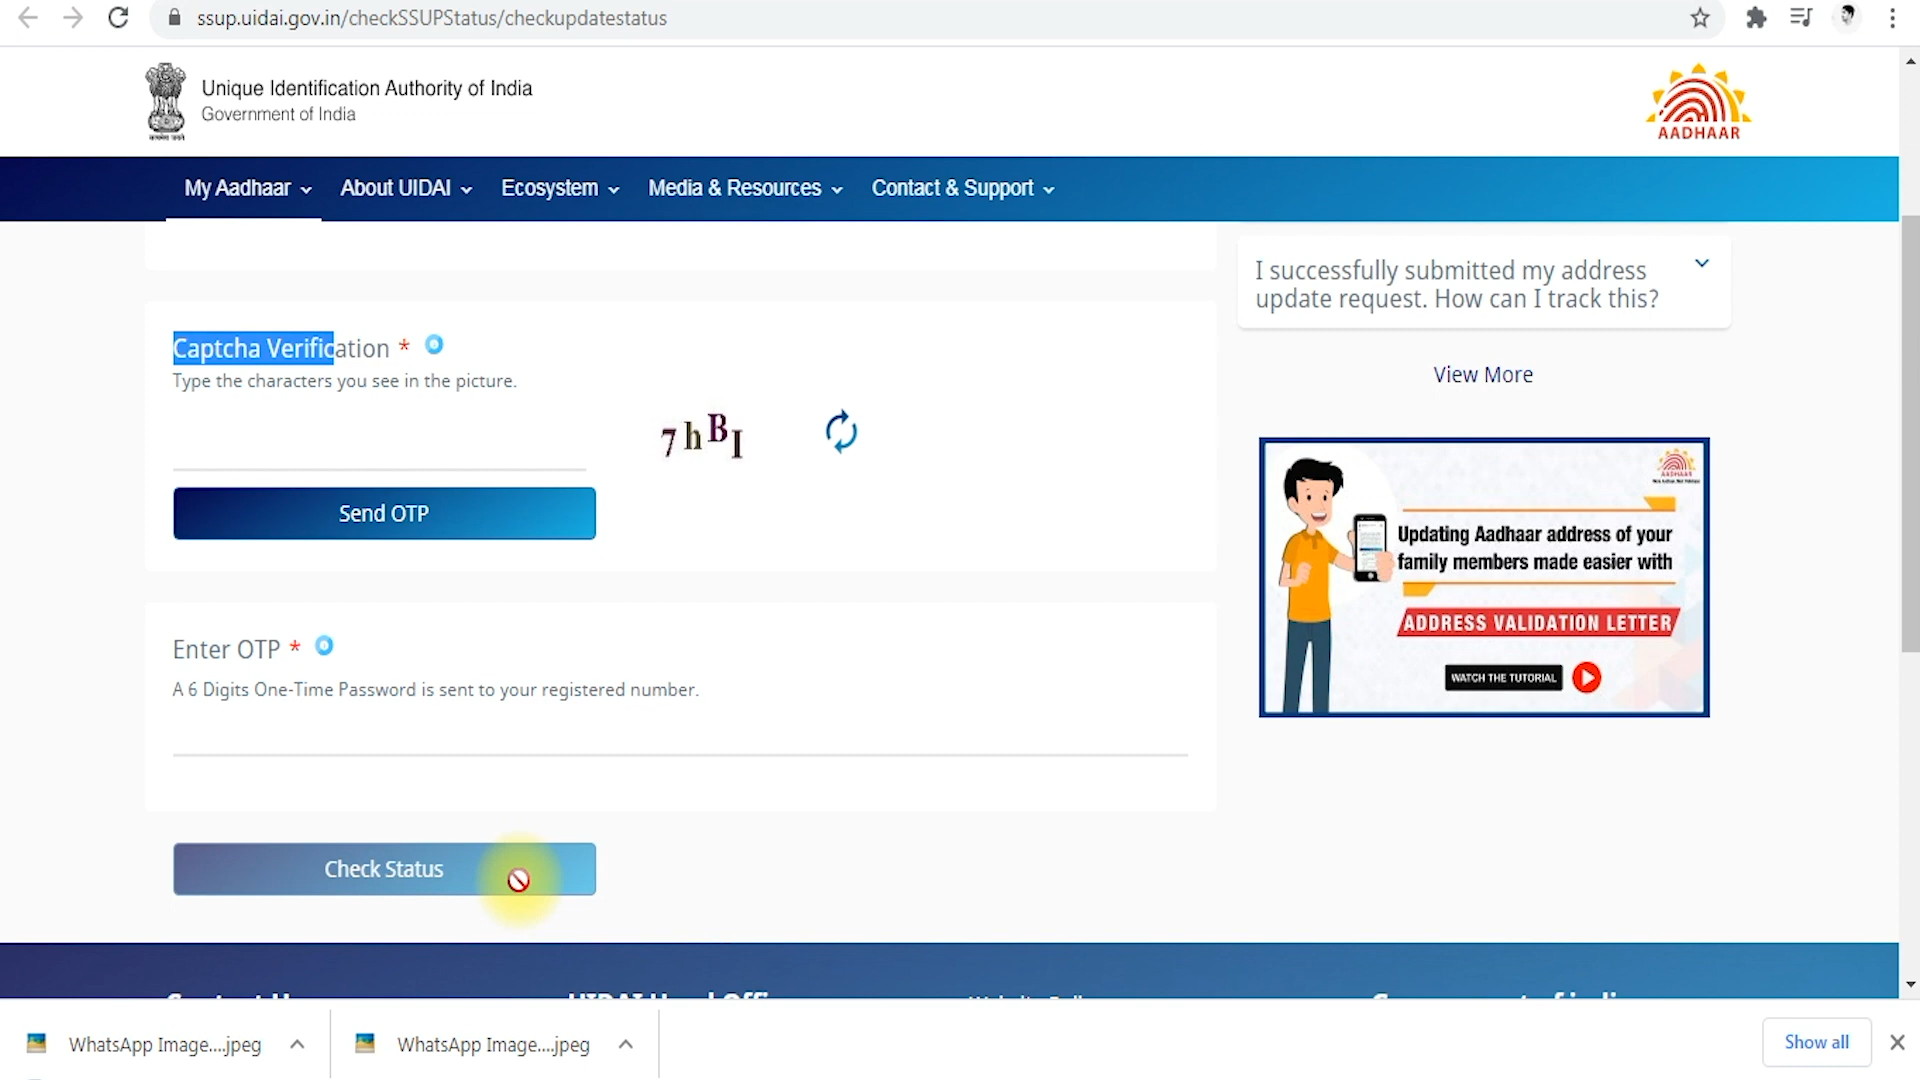 ssup.uidai.gov.in/checkSSUPStatus/checkupdatestatus
Unique Identification Authority of India
Government of India
AADHAAR
My Aadhaar
About UIDAI
Ecosystem
Media & Resources
Contact & Support
I successfully submitted my address
update request. How can I track this?
Captcha Verification *
Type the characters you see in the picture.
View More
7hBI
Send OTP
AADHAAR
Updating Aadhaar address of your
family members made easier with
ADDRESS VALIDATION LETTER
WATCH THE TUTORIAL
Enter OTP *
A 6 Digits One-Time Password is sent to your registered number.
Check Status
WhatsApp Image....jpeg
WhatsApp Image....jpeg
Show all